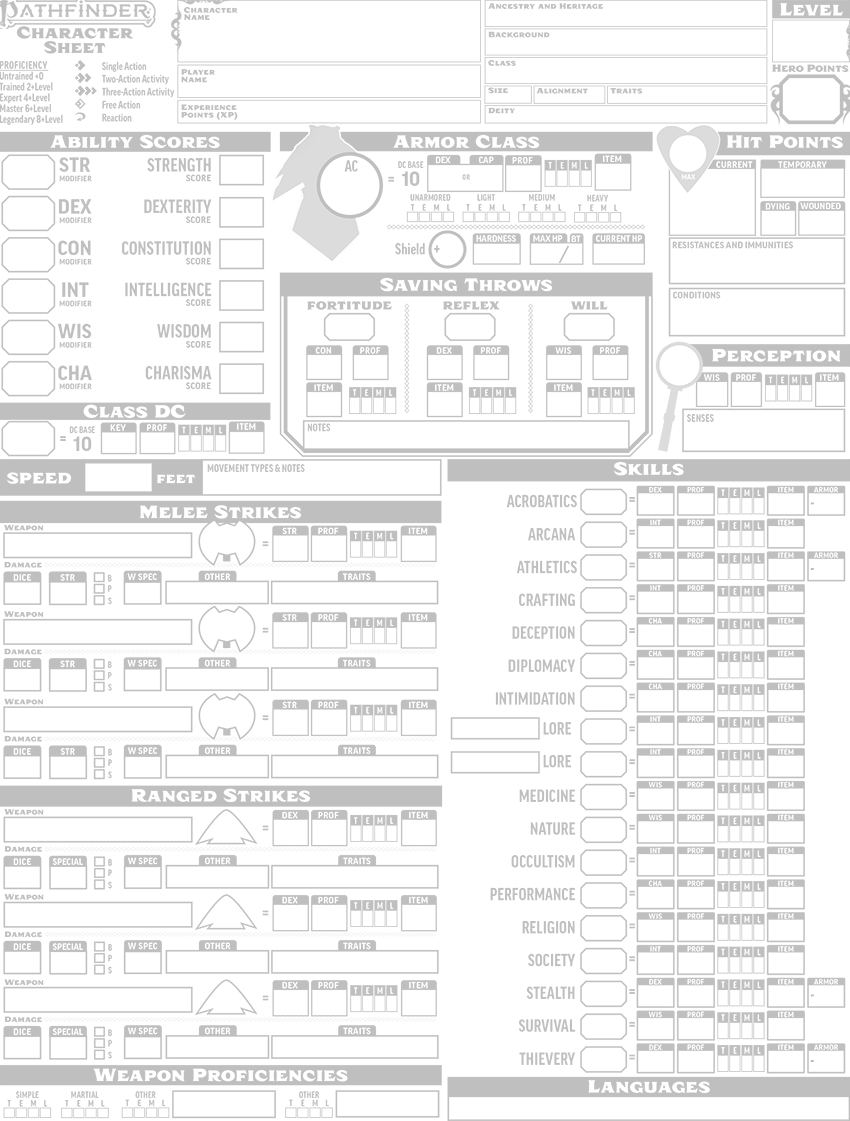 PATHFINDER
CHARACTER
SHEET
PROFICIENCY
Untrained +0
Trained 2+Level
Expert 4+Level
Master 6+Level
Legendary 8+Level
Single Action
Two-Action Activity
Three-Action Activity
Free Action
Reaction
CHARACTER
NAME
PLAYER
NAME
EXPERIENCE
POINTS (XP)
ANCESTRY AND HERITAGE
BACKGROUND
CLASS
SIZE ALIGNMENT TRAITS
DEITY
LEVEL
HERO POINTS
ABILITY SCORES
STR MODIFIER STRENGTH SCORE
DEX MODIFIER DEXTERITY SCORE
CON MODIFIER CONSTITUTION SCORE
INT MODIFIER INTELLIGENCE SCORE
WIS MODIFIER WISDOM SCORE
CHA MODIFIER CHARISMA SCORE
CLASS DC
= DC BASE 10 KEY PROF T E M L ITEM
ARMOR CLASS
AC = DC BASE 10 DEX OR CAP PROF T E M L ITEM
UNARMORED LIGHT MEDIUM HEAVY
T E M L T E M L T E M L T E M L
Shield + HARDNESS MAX HP / BT CURRENT HP
SAVING THROWS
FORTITUDE REFLEX WILL
CON PROF DEX PROF WIS PROF
ITEM T E M L ITEM T E M L ITEM T E M L
NOTES
HIT POINTS
MAX CURRENT TEMPORARY
DYING WOUNDED
RESISTANCES AND IMMUNITIES
CONDITIONS
PERCEPTION
WIS PROF T E M L ITEM
SENSES
SPEED FEET MOVEMENT TYPES & NOTES
MELEE STRIKES
WEAPON = STR PROF T E M L ITEM
DAMAGE
DICE STR B P S W SPEC OTHER TRAITS
WEAPON = STR PROF T E M L ITEM
DAMAGE
DICE STR B P S W SPEC OTHER TRAITS
WEAPON = STR PROF T E M L ITEM
DAMAGE
DICE STR B P S W SPEC OTHER TRAITS
RANGED STRIKES
WEAPON = DEX PROF T E M L ITEM
DAMAGE
DICE SPECIAL B P S W SPEC OTHER TRAITS
WEAPON = DEX PROF T E M L ITEM
DAMAGE
DICE SPECIAL B P S W SPEC OTHER TRAITS
WEAPON = DEX PROF T E M L ITEM
DAMAGE
DICE SPECIAL B P S W SPEC OTHER TRAITS
WEAPON PROFICIENCIES
SIMPLE MARTIAL OTHER OTHER
T E M L T E M L T E M L T E M L
SKILLS
ACROBATICS = DEX PROF T E M L ITEM ARMOR -
ARCANA = INT PROF T E M L ITEM
ATHLETICS = STR PROF T E M L ITEM ARMOR -
CRAFTING = INT PROF T E M L ITEM
DECEPTION = CHA PROF T E M L ITEM
DIPLOMACY = CHA PROF T E M L ITEM
INTIMIDATION = CHA PROF T E M L ITEM
LORE = INT PROF T E M L ITEM
LORE = INT PROF T E M L ITEM
MEDICINE = WIS PROF T E M L ITEM
NATURE = WIS PROF T E M L ITEM
OCCULTISM = INT PROF T E M L ITEM
PERFORMANCE = CHA PROF T E M L ITEM
RELIGION = WIS PROF T E M L ITEM
SOCIETY = INT PROF T E M L ITEM
STEALTH = DEX PROF T E M L ITEM ARMOR -
SURVIVAL = WIS PROF T E M L ITEM
THIEVERY = DEX PROF T E M L ITEM ARMOR -
LANGUAGES